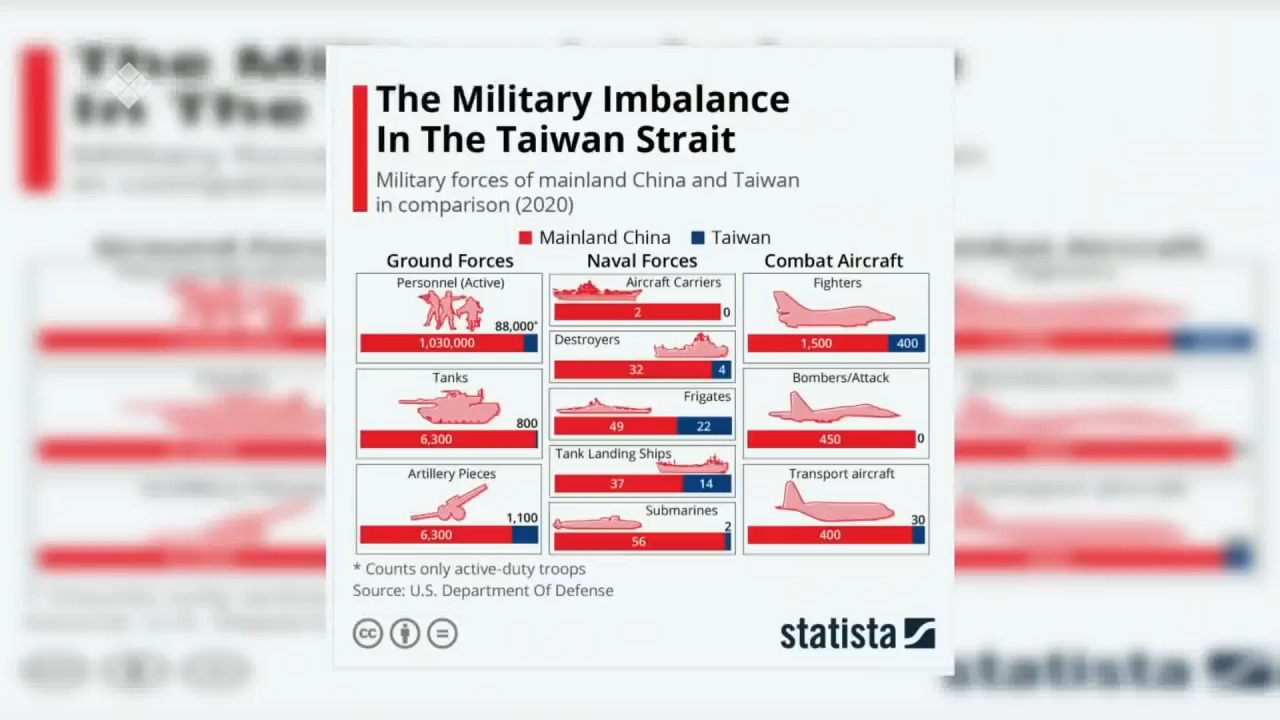 The Military Imbalance
In The Taiwan Strait
Military forces of mainland China and Taiwan
in comparison (2020)
Mainland China Taiwan
Ground Forces
Personnel (Active)
88,000*
1,030,000
Tanks
800
6,300
Artillery Pieces
1,100
6,300
Naval Forces
Aircraft Carriers
2 0
Destroyers
32 4
Frigates
49 22
Tank Landing Ships
37 14
Submarines
2
56
Combat Aircraft
Fighters
1,500 400
Bombers/Attack
450 0
Transport aircraft
30
400
* Counts only active-duty troops
Source: U.S. Department Of Defense
cc
statista